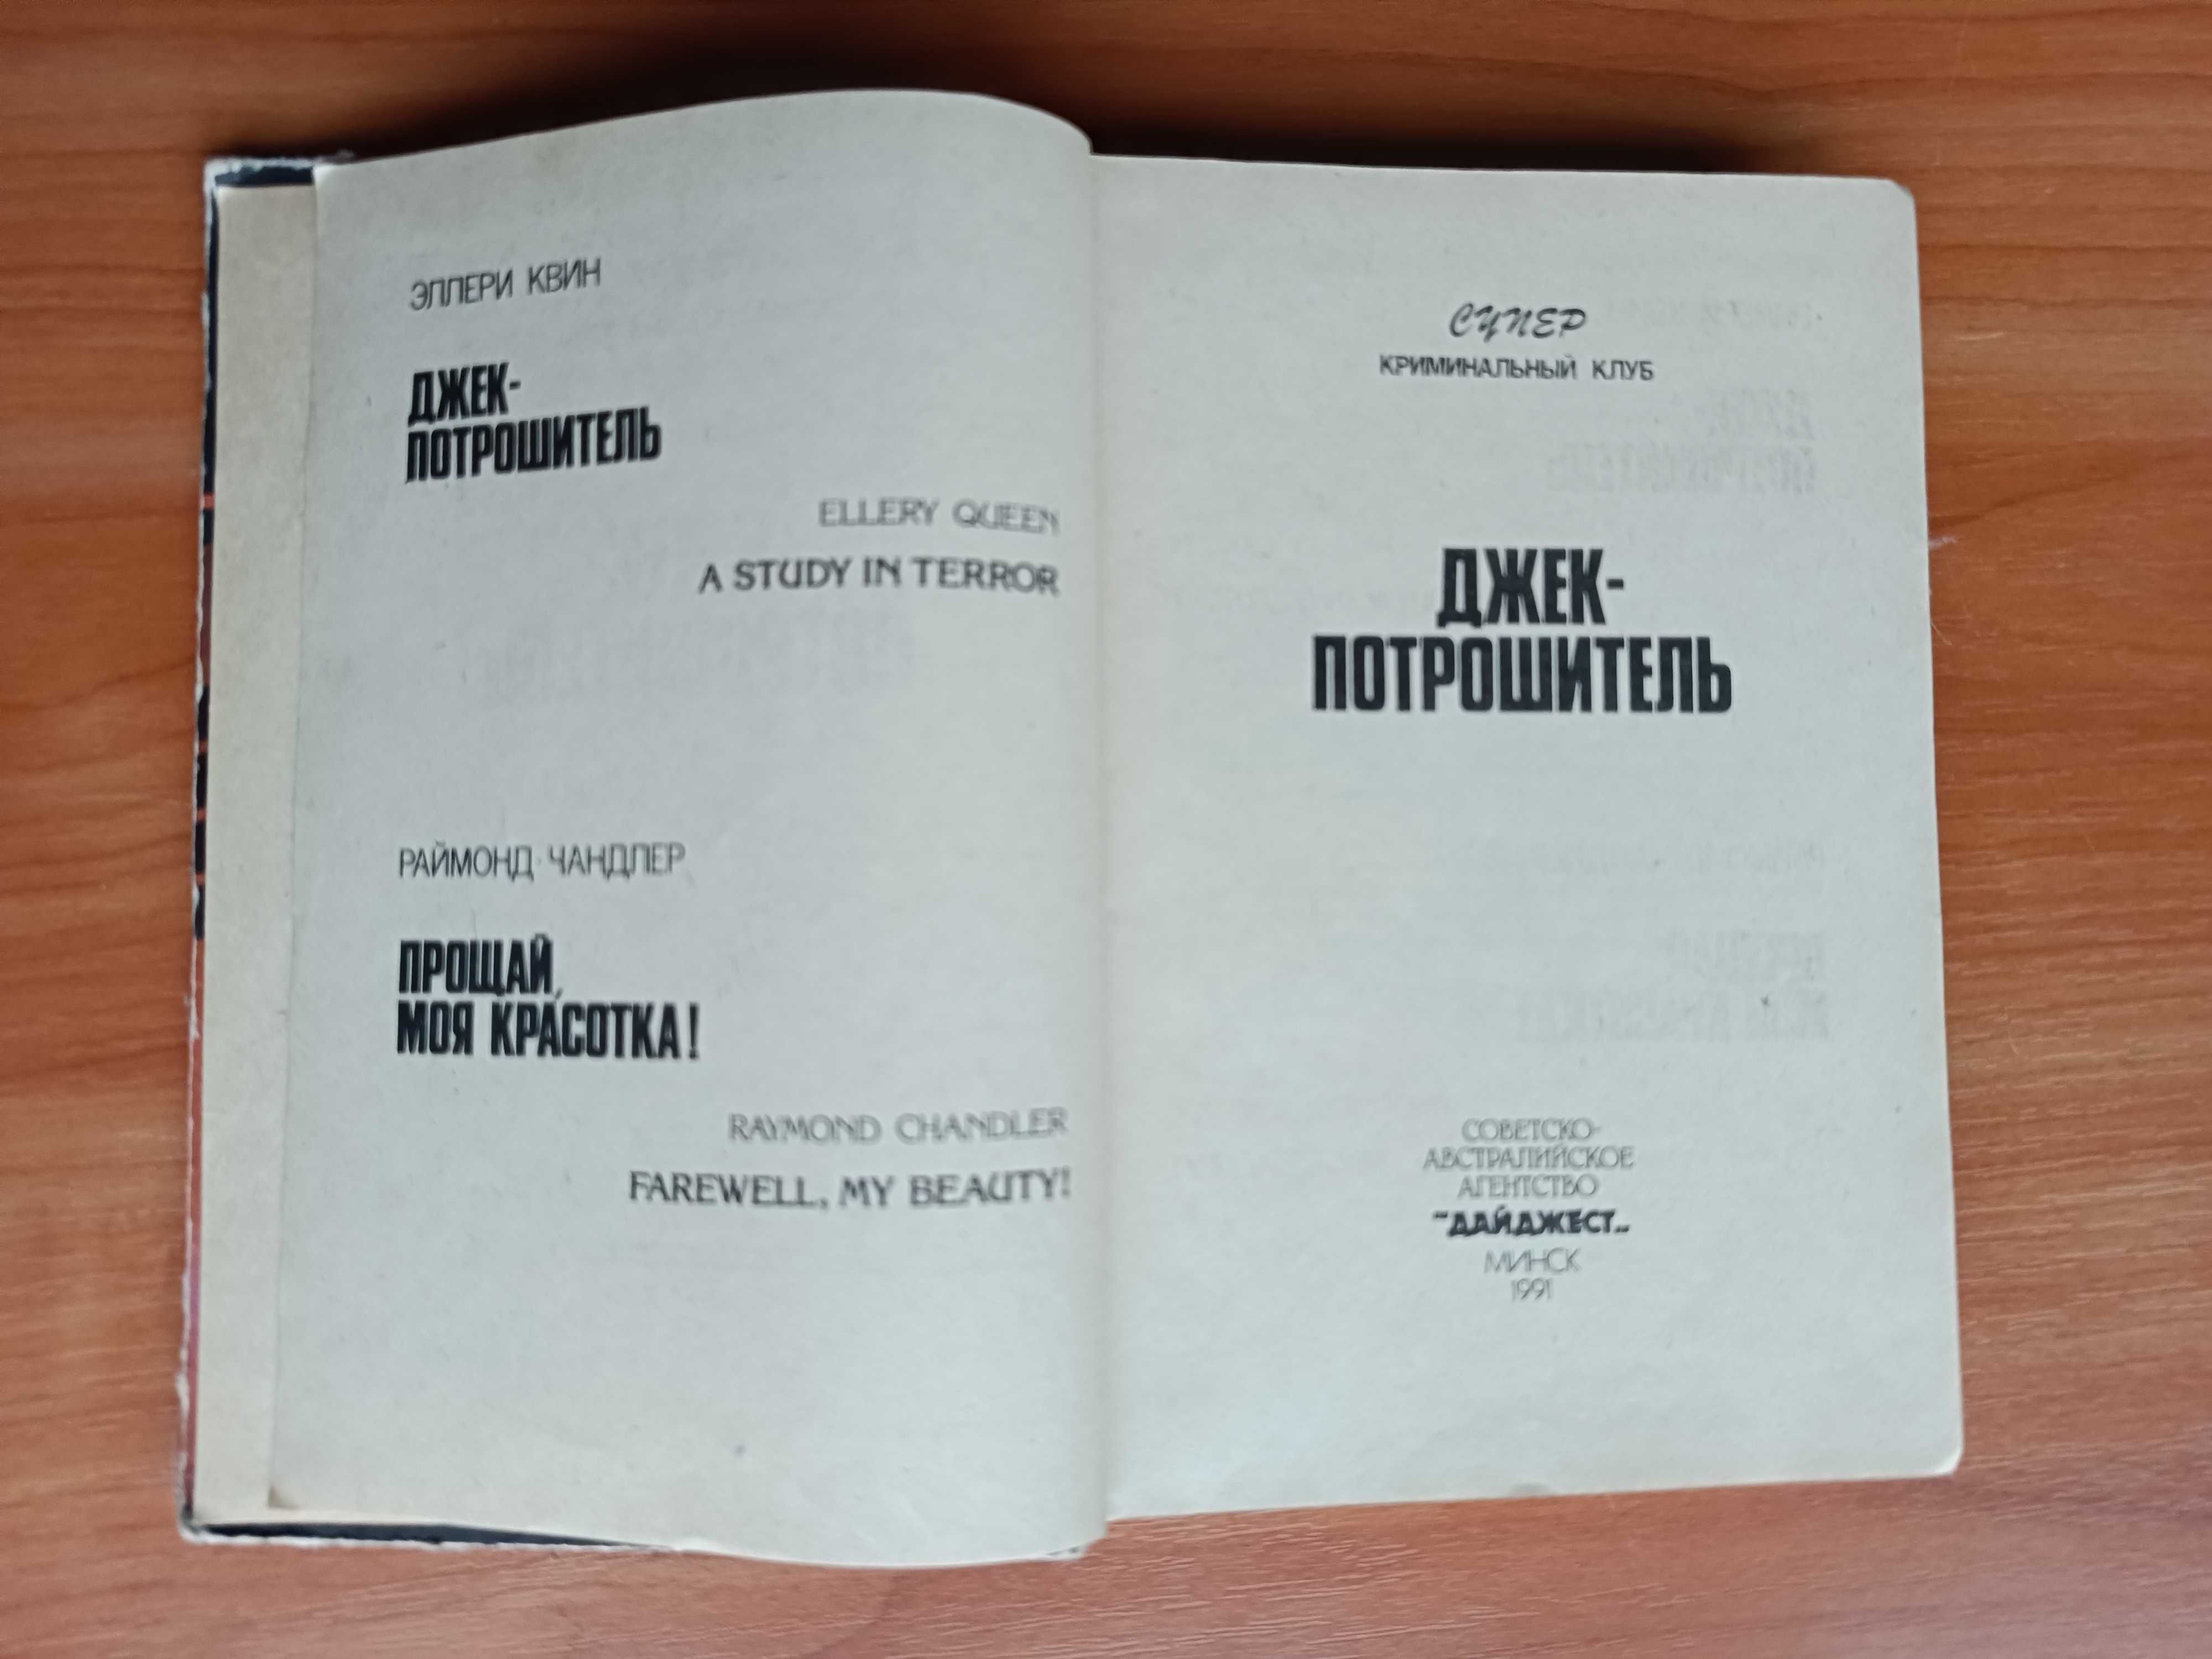 ЭЛЛЕРИ КВИН
ДЖЕК-
ПОТРОШИТЕЛЬ
ELLERY QUEEN
A STUDY IN TERROR
РАЙМОНД ЧАНДЛЕР
ПРОЩАЙ,
МОЯ КРАСОТКА!
RAYMOND CHANDLER
FAREWELL, MY BEAUTY!
СУПЕР
КРИМИНАЛЬНЫЙ КЛУБ
ДЖЕК-
ПОТРОШИТЕЛЬ
СОВЕТСКО-
АВСТРАЛИЙСКОЕ
АГЕНТСТВО
"ДАЙДЖЕСТ"
МИНСК
1991